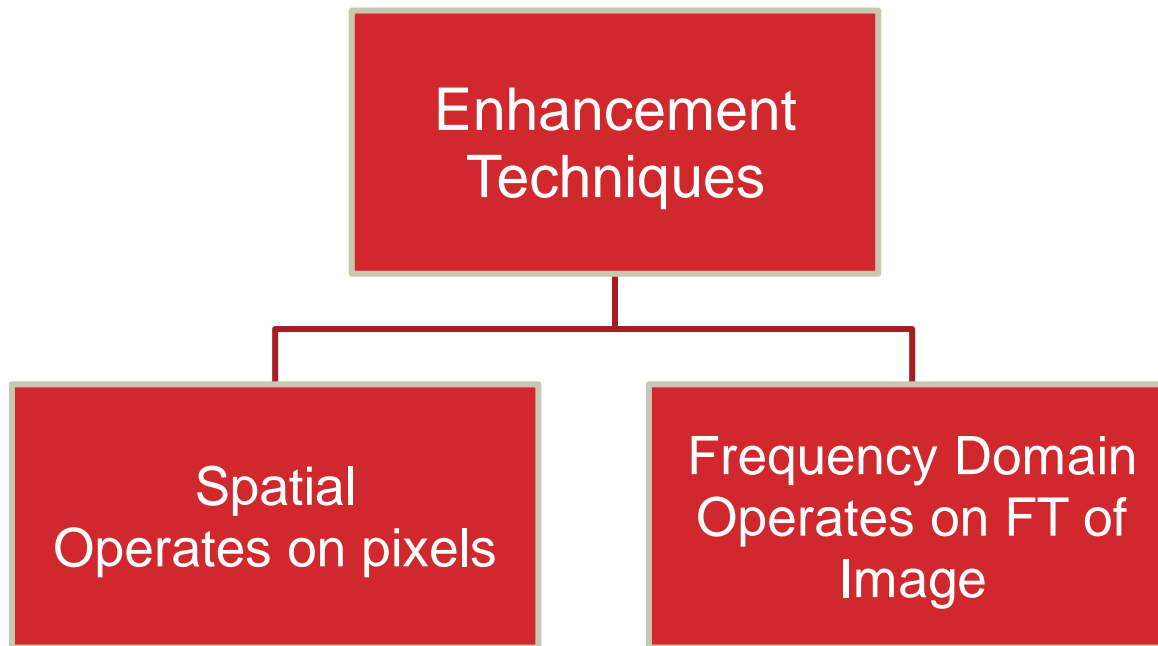 Enhancement
Techniques
Spatial
Operates on pixels
Frequency Domain
Operates on FT of
Image